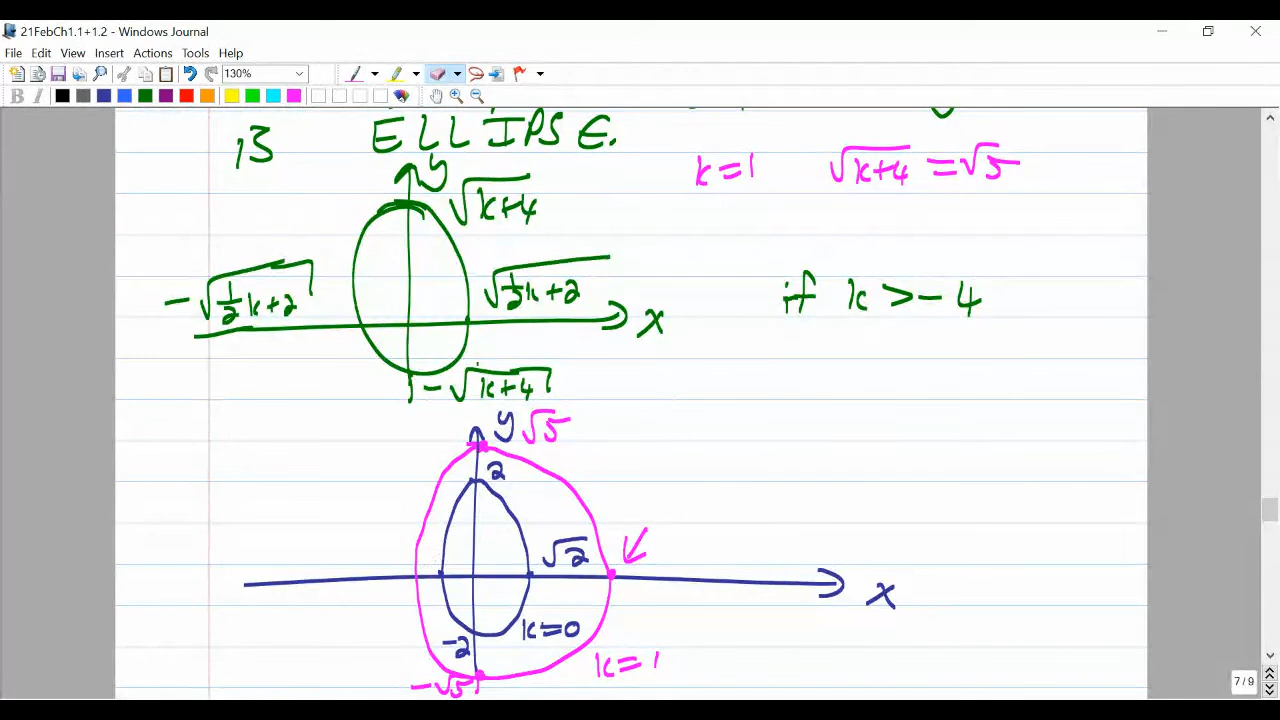 21FebCh1.1+1.2 - Windows Journal
File Edit View Insert Actions Tools Help
130%
B I
is ELLIPSE.
k=1 √k+4 = √5
y √k+4
-√½k+2 √½k+2
if k > -4
x
-√k+4
y √5
2
√2
x
k=0
-2
k=1
-√5
7 / 9